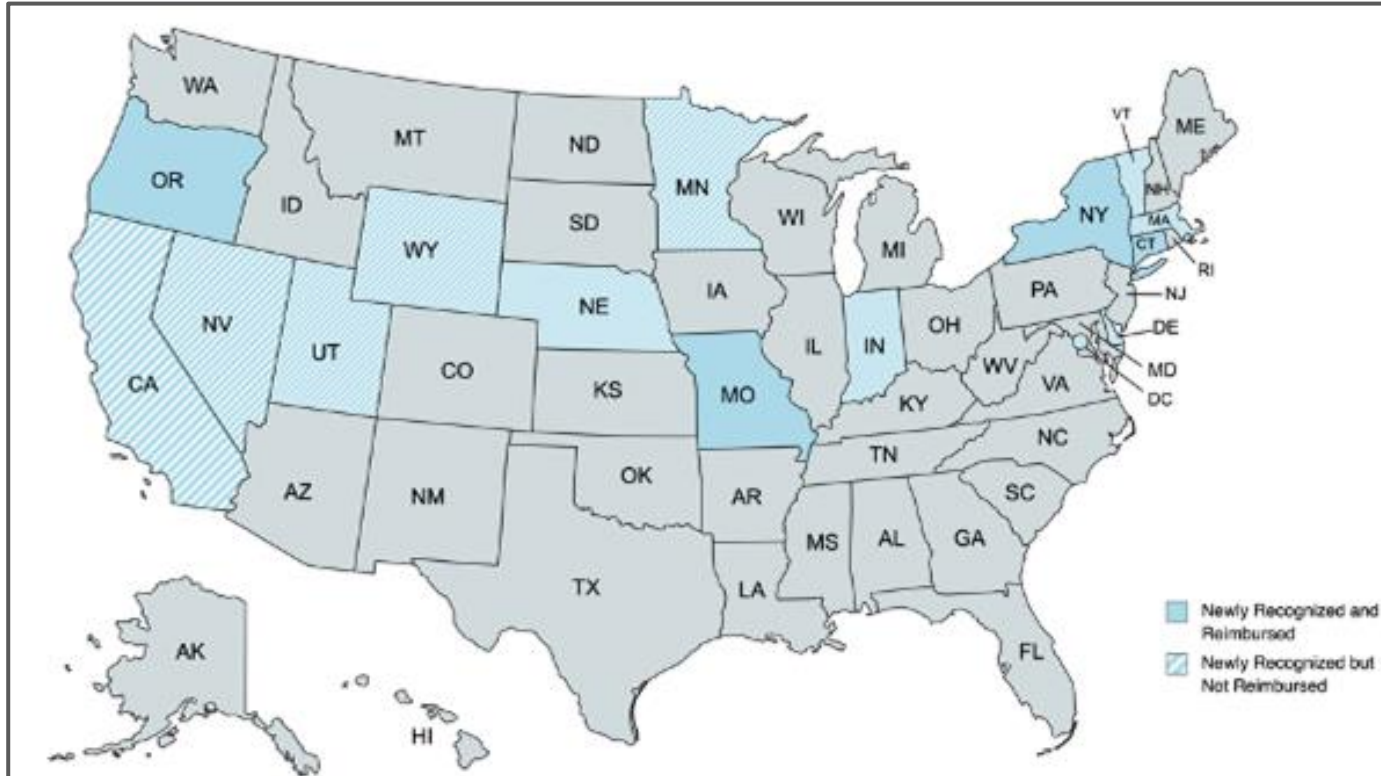 WA
MT
ND
MN
VT
ME
OR
ID
SD
WI
MI
NY
NH
MA
CT
RI
WY
IA
PA
NJ
NE
NV
UT
CO
KS
IL
IN
OH
DE
MD
DC
CA
MO
WV
VA
KY
NC
TN
AZ
NM
OK
AR
SC
MS
AL
GA
TX
LA
FL
AK
HI
Newly Recognized and
Reimbursed
Newly Recognized but
Not Reimbursed